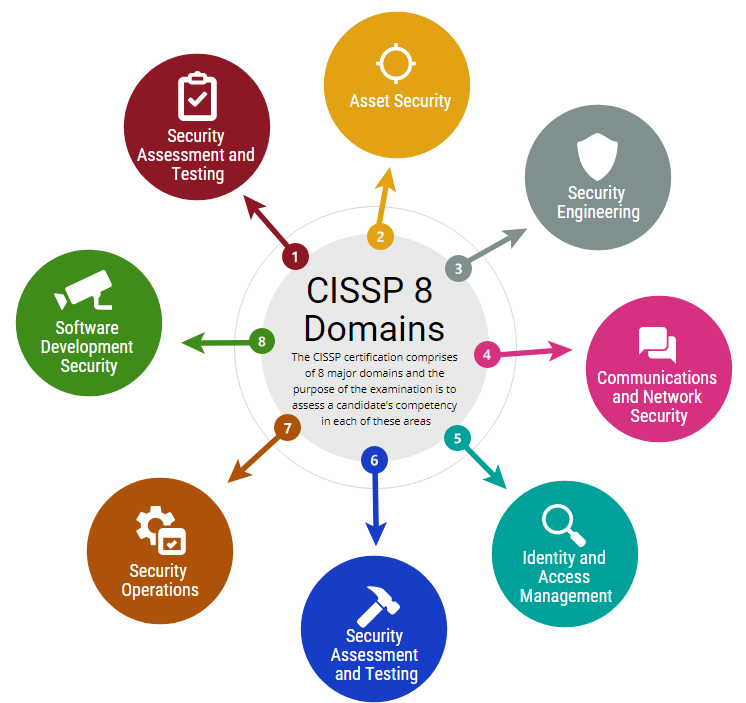 CISSP 8
Domains
The CISSP certification comprises
of 8 major domains and the
purpose of the examination is to
assess a candidate's competency
in each of these areas
1
Security
Assessment and
Testing
2
Asset Security
3
Security
Engineering
4
Communications
and Network
Security
5
Identity and
Access
Management
6
Security
Assessment
and Testing
7
Security
Operations
8
Software
Development
Security